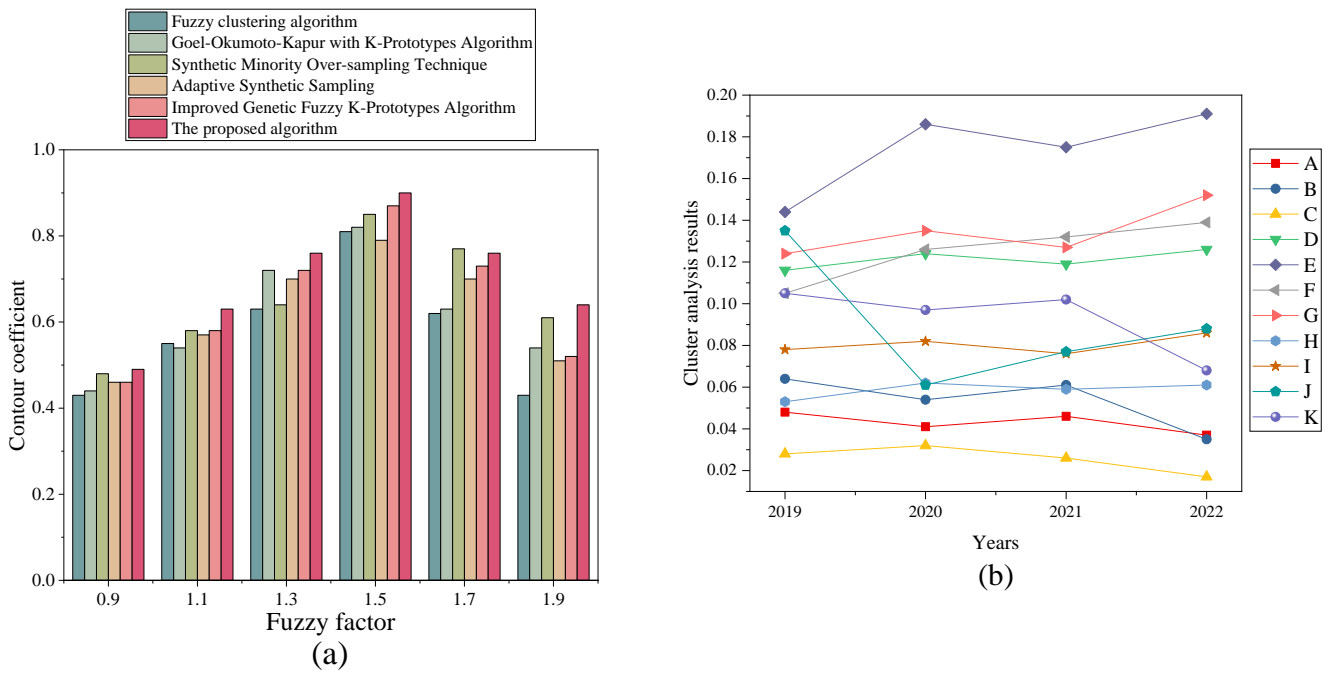 Fuzzy clustering algorithm
Goel-Okumoto-Kapur with K-Prototypes Algorithm
Synthetic Minority Over-sampling Technique
Adaptive Synthetic Sampling
Improved Genetic Fuzzy K-Prototypes Algorithm
The proposed algorithm
1.0
0.8
0.6
0.4
0.2
0.0
Contour coefficient
0.9 1.1 1.3 1.5 1.7 1.9
Fuzzy factor
(a)
0.20
0.18
0.16
0.14
0.12
0.10
0.08
0.06
0.04
0.02
Cluster analysis results
2019 2020 2021 2022
Years
(b)
A
B
C
D
E
F
G
H
I
J
K